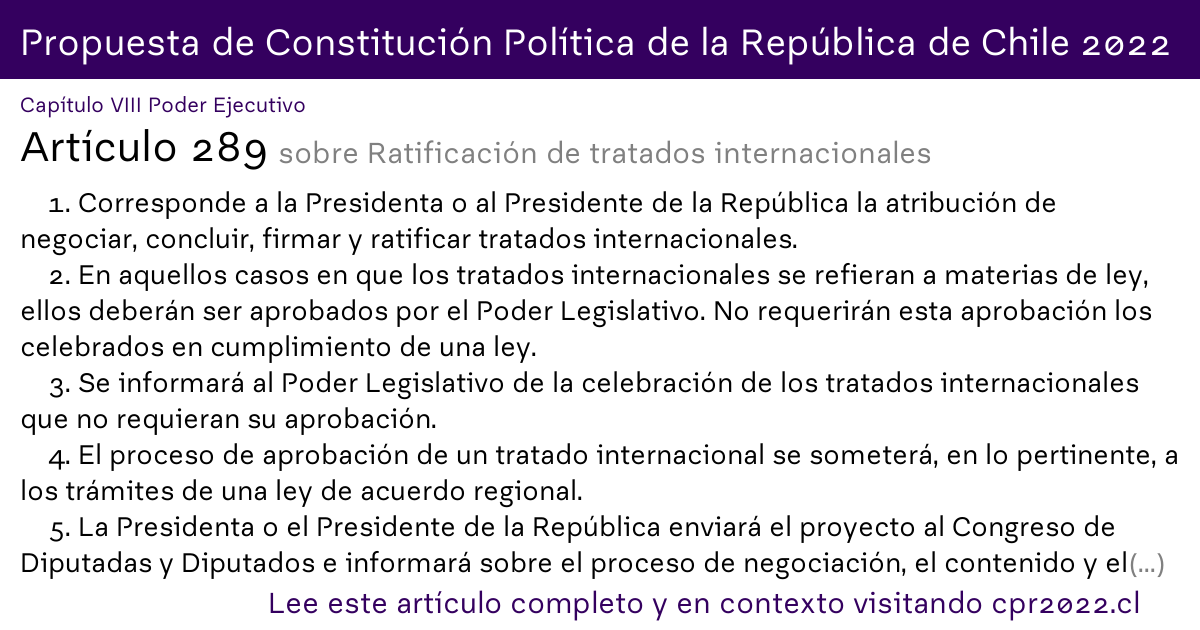 Propuesta de Constitución Política de la República de Chile 2022
Capítulo VIII Poder Ejecutivo
Artículo 289 sobre Ratificación de tratados internacionales
1. Corresponde a la Presidenta o al Presidente de la República la atribución de
negociar, concluir, firmar y ratificar tratados internacionales.
2. En aquellos casos en que los tratados internacionales se refieran a materias de ley,
ellos deberán ser aprobados por el Poder Legislativo. No requerirán esta aprobación los
celebrados en cumplimiento de una ley.
3. Se informará al Poder Legislativo de la celebración de los tratados internacionales
que no requieran su aprobación.
4. El proceso de aprobación de un tratado internacional se someterá, en lo pertinente, a
los trámites de una ley de acuerdo regional.
5. La Presidenta o el Presidente de la República enviará el proyecto al Congreso de
Diputadas y Diputados e informará sobre el proceso de negociación, el contenido y el(...)
Lee este artículo completo y en contexto visitando cpr2022.cl